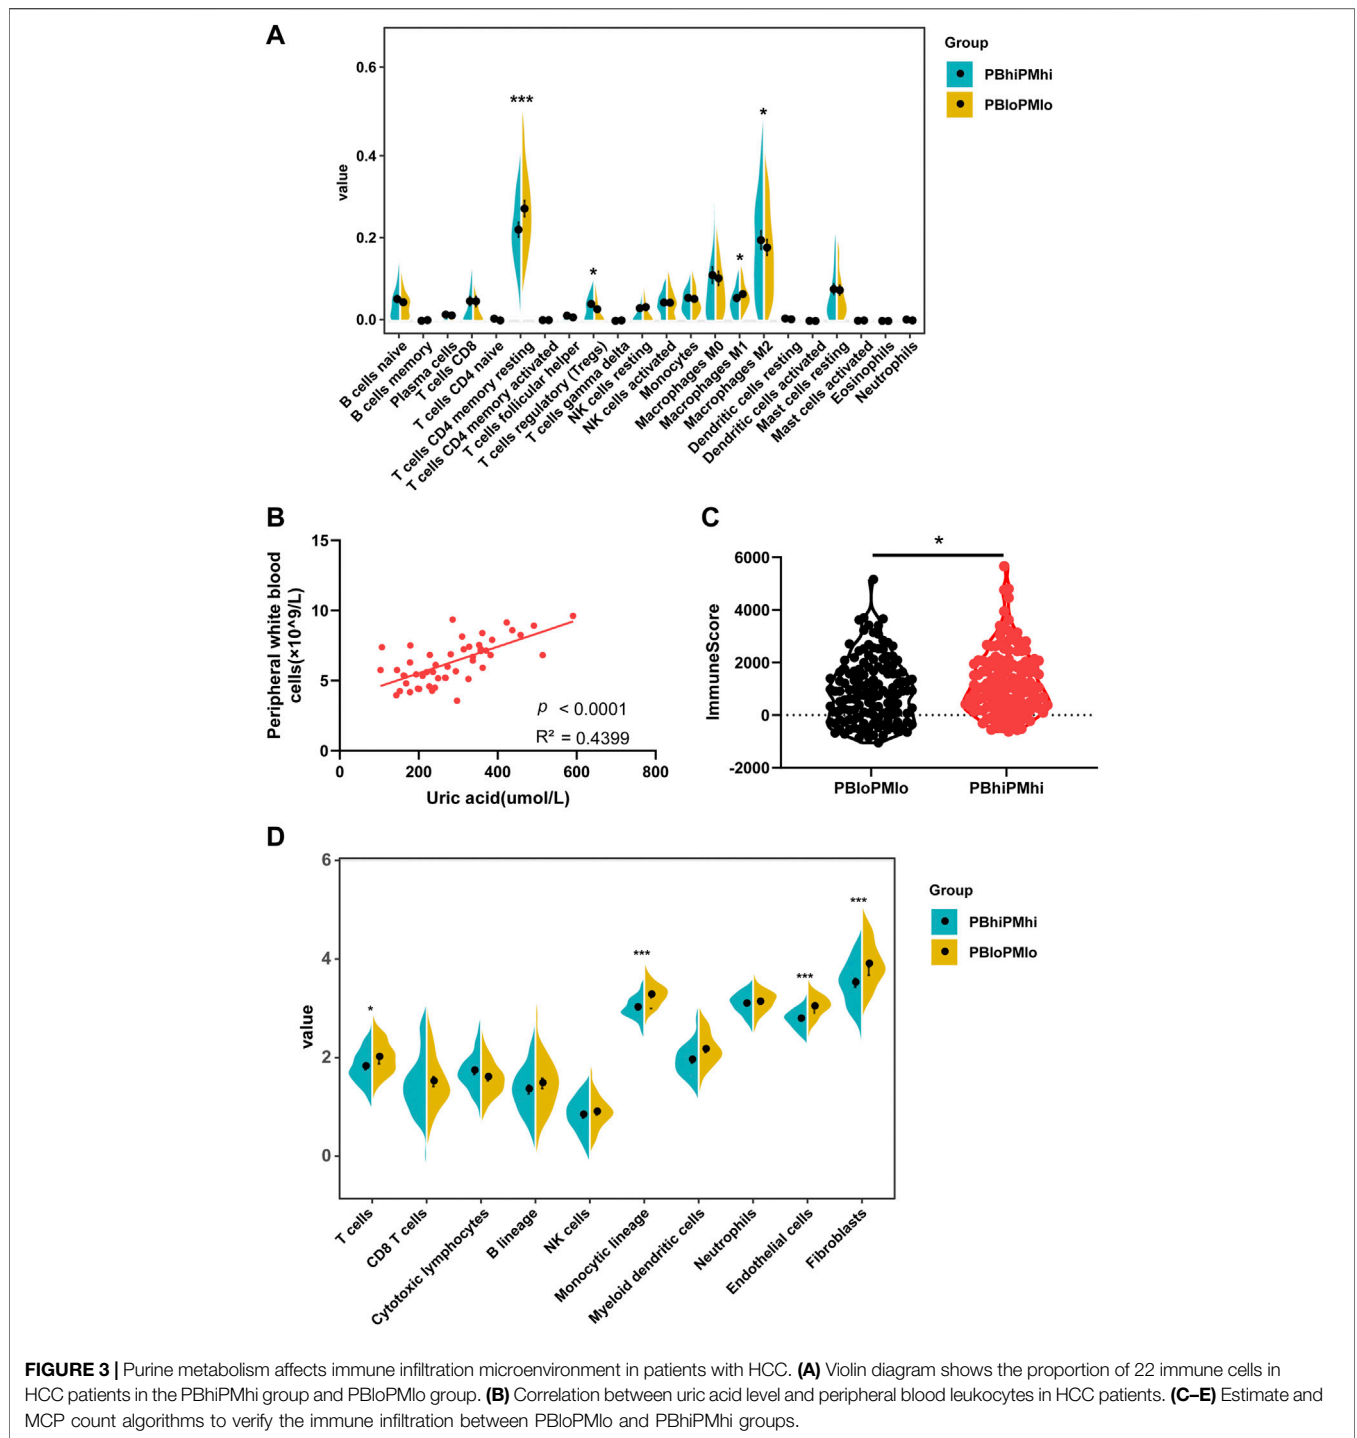 A
Group
PBhiPMhi
PBloPMlo
value
0.6
0.4
0.2
0.0
***
*
*
*
B cells naive
B cells memory
Plasma cells
T cells CD8
T cells CD4 naive
T cells CD4 memory resting
T cells CD4 memory activated
T cells follicular helper
T cells regulatory (Tregs)
T cells gamma delta
NK cells resting
NK cells activated
Monocytes
Macrophages M0
Macrophages M1
Macrophages M2
Dendritic cells resting
Dendritic cells activated
Mast cells resting
Mast cells activated
Eosinophils
Neutrophils
B
Peripheral white blood
cells(×10^9/L)
15
10
5
0
p < 0.0001
R² = 0.4399
0 200 400 600 800
Uric acid(umol/L)
C
*
ImmuneScore
6000
4000
2000
0
-2000
PBloPMlo PBhiPMhi
D
Group
PBhiPMhi
PBloPMlo
value
6
4
2
0
*
***
***
***
T cells
CD8 T cells
Cytotoxic lymphocytes
B lineage
NK cells
Monocytic lineage
Myeloid dendritic cells
Neutrophils
Endothelial cells
Fibroblasts
FIGURE 3 | Purine metabolism affects immune infiltration microenvironment in patients with HCC. (A) Violin diagram shows the proportion of 22 immune cells in
HCC patients in the PBhiPMhi group and PBloPMlo group. (B) Correlation between uric acid level and peripheral blood leukocytes in HCC patients. (C–E) Estimate and
MCP count algorithms to verify the immune infiltration between PBloPMlo and PBhiPMhi groups.